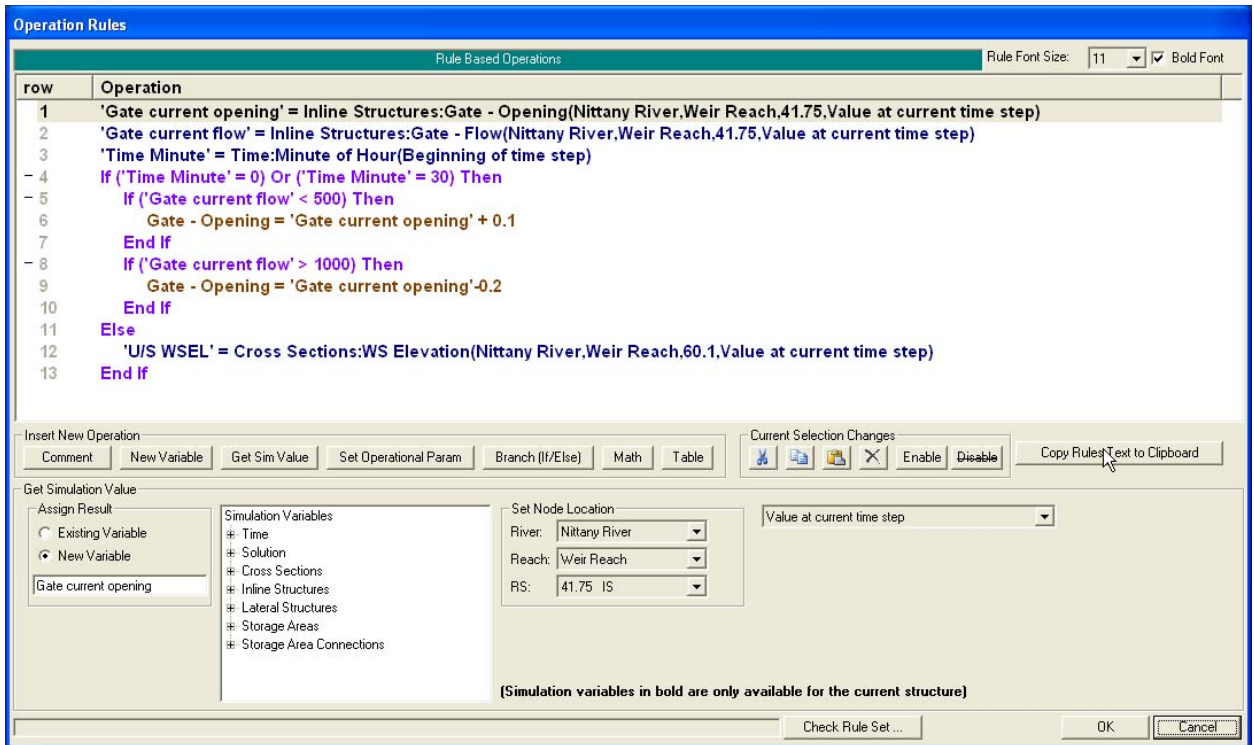 Operation Rules
Rule Based Operations Rule Font Size: 11 Bold Font
row Operation
1 'Gate current opening' = Inline Structures:Gate - Opening(Nittany River,Weir Reach,41.75,Value at current time step)
2 'Gate current flow' = Inline Structures:Gate - Flow(Nittany River,Weir Reach,41.75,Value at current time step)
3 'Time Minute' = Time:Minute of Hour(Beginning of time step)
- 4 If ('Time Minute' = 0) Or ('Time Minute' = 30) Then
- 5 If ('Gate current flow' < 500) Then
6 Gate - Opening = 'Gate current opening' + 0.1
7 End If
- 8 If ('Gate current flow' > 1000) Then
9 Gate - Opening = 'Gate current opening'-0.2
10 End If
11 Else
12 'U/S WSEL' = Cross Sections:WS Elevation(Nittany River,Weir Reach,60.1,Value at current time step)
13 End If
Insert New Operation Current Selection Changes
Comment New Variable Get Sim Value Set Operational Param Branch (If/Else) Math Table Enable Disable Copy Rules Text to Clipboard
Get Simulation Value
Assign Result
Existing Variable
New Variable
Gate current opening
Simulation Variables
Time
Solution
Cross Sections
Inline Structures
Lateral Structures
Storage Areas
Storage Area Connections
Set Node Location
River: Nittany River
Reach: Weir Reach
RS: 41.75 IS
Value at current time step
(Simulation variables in bold are only available for the current structure)
Check Rule Set ... OK Cancel